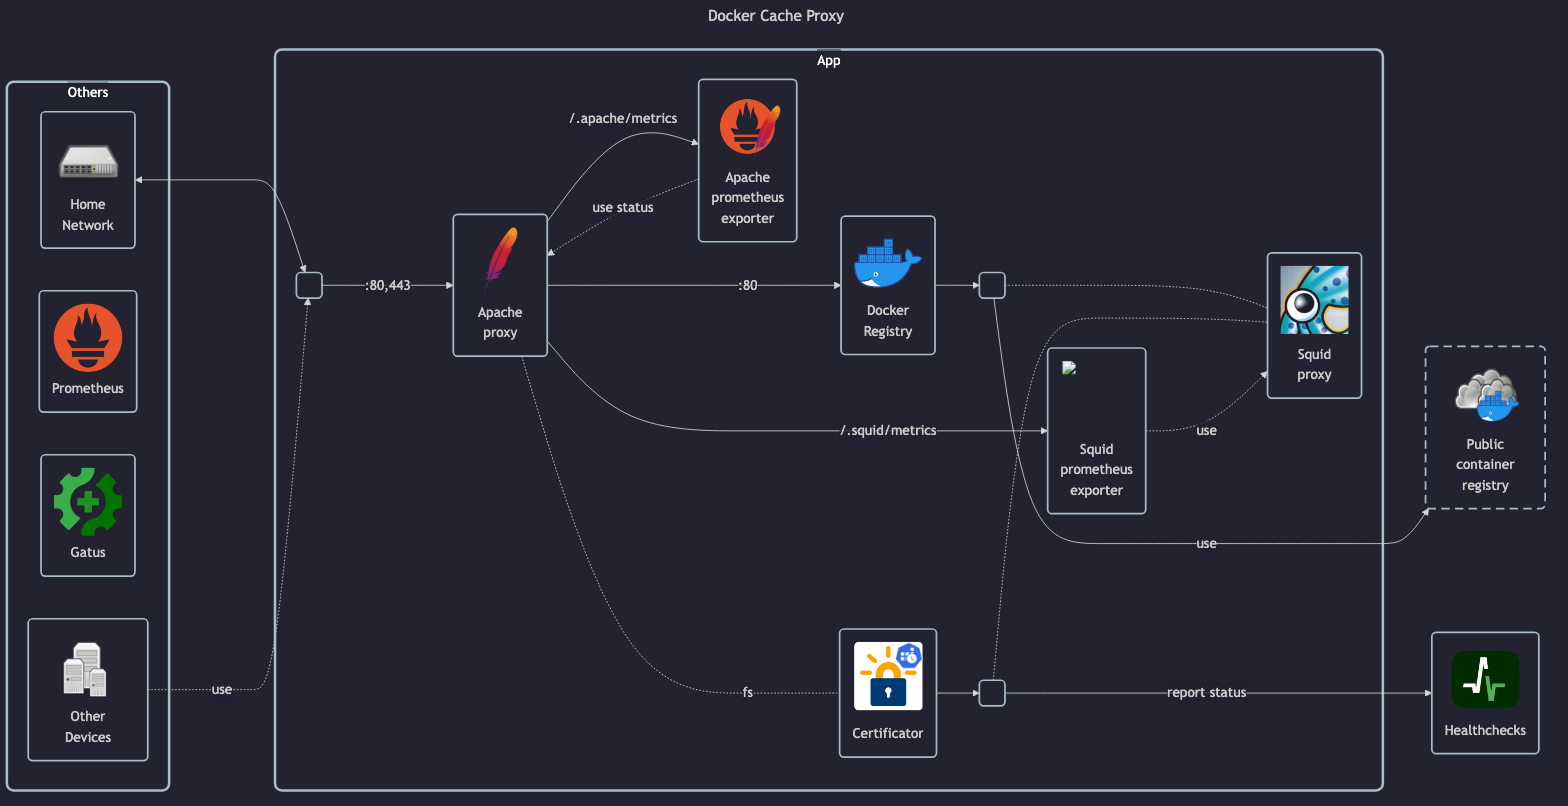 Docker Cache Proxy
App
Others
/.apache/metrics
Apache
prometheus
exporter
Home
Network
use status
:80,443
Apache
proxy
:80
Docker
Registry
Squid
proxy
Prometheus
/.squid/metrics
Squid
prometheus
exporter
use
Public
container
registry
use
Gatus
use
Other
Devices
fs
Certificator
report status
Healthchecks